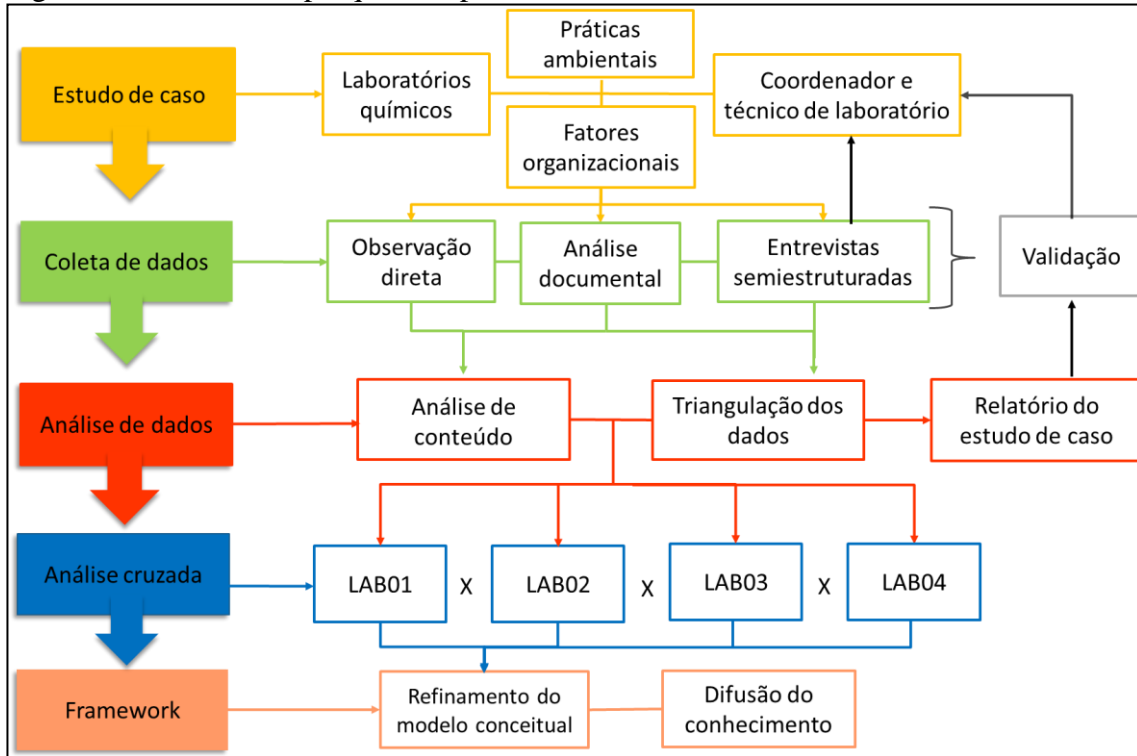 Práticas
ambientais
Estudo de caso
Laboratórios
químicos
Coordenador e
técnico de laboratório
Fatores
organizacionais
Coleta de dados
Observação
direta
Análise
documental
Entrevistas
semiestruturadas
Validação
Análise de dados
Análise de
conteúdo
Triangulação dos
dados
Relatório do
estudo de caso
Análise cruzada
LAB01
X
LAB02
X
LAB03
X
LAB04
Framework
Refinamento do
modelo conceitual
Difusão do
conhecimento